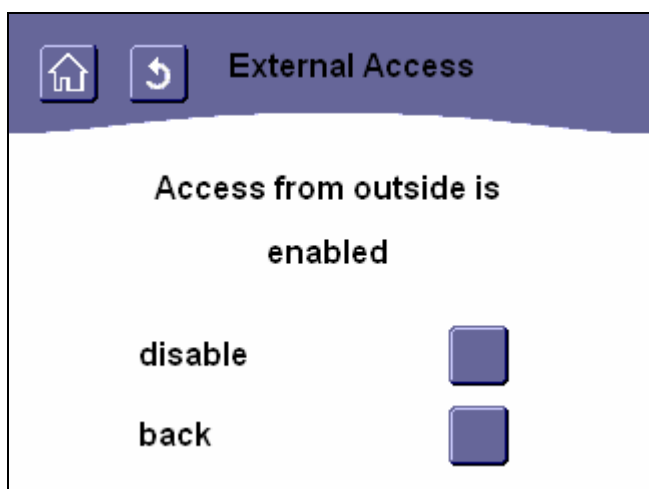 External Access
Access from outside is
enabled
disable
back